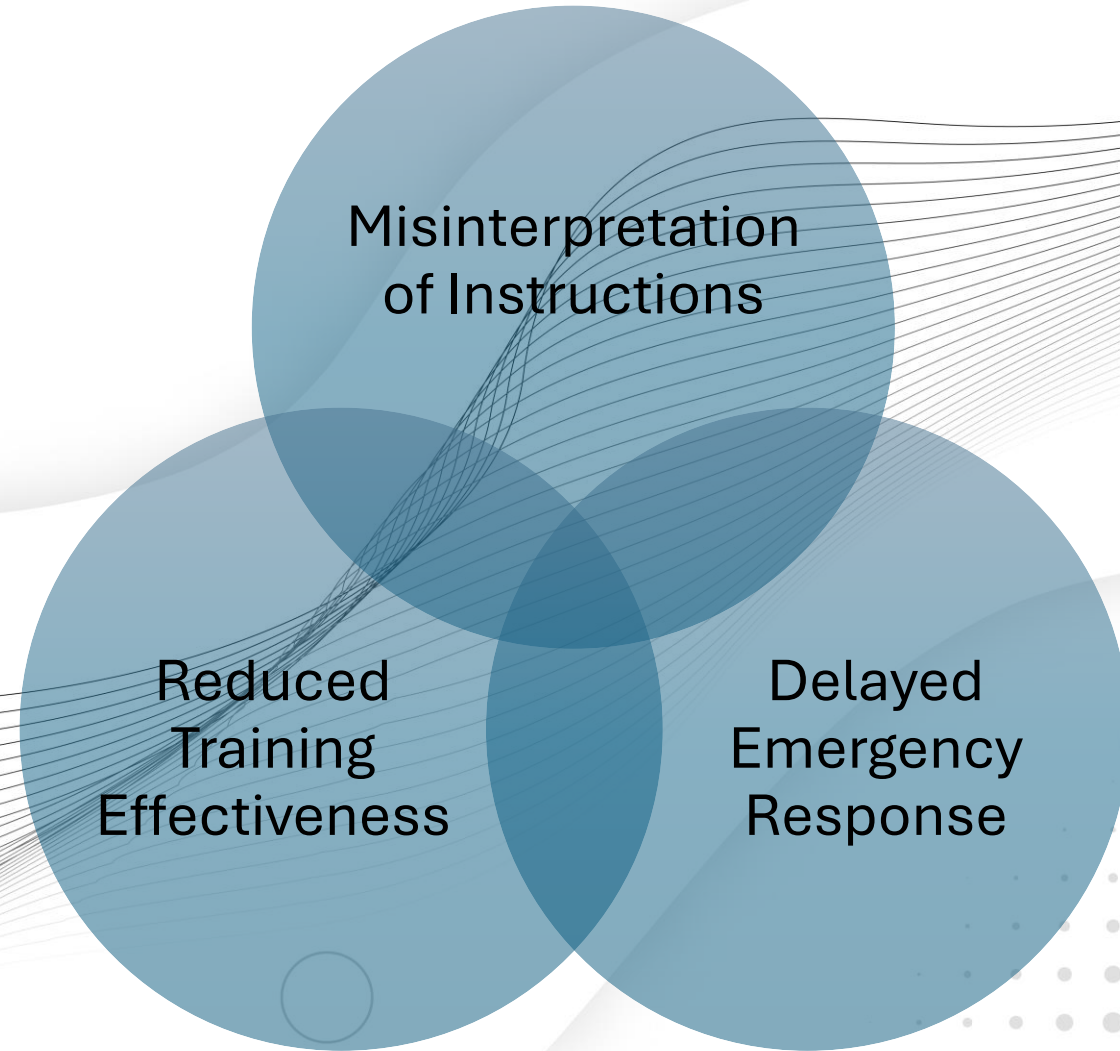 Misinterpretation
of Instructions
Reduced
Training
Effectiveness
Delayed
Emergency
Response